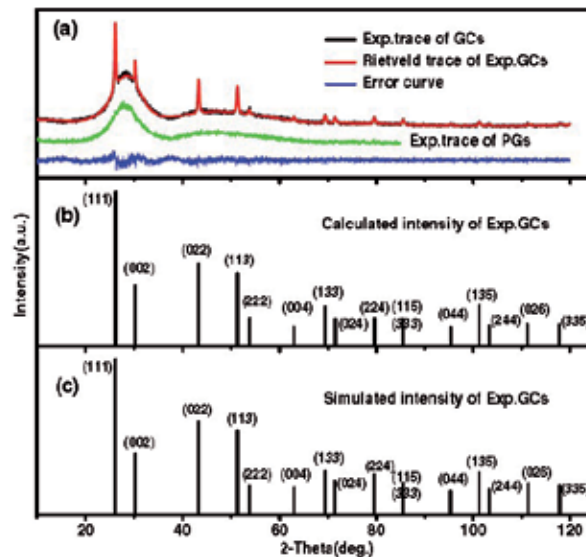 (a)
Exp.trace of GCs
Rietveld trace of Exp.GCs
Error curve
Exp.trace of PGs
Intensity(a.u.)
(b)
Calculated intensity of Exp.GCs
(111)
(002)
(022)
(113)
(222)
(004)
(133)
(024)
(224)
(115)
(333)
(044)
(135)
(244)
(026)
(335)
(c)
Simulated intensity of Exp.GCs
(111)
(002)
(022)
(113)
(222)
(004)
(133)
(024)
(224)
(115)
(333)
(044)
(135)
(244)
(026)
(335)
20 40 60 80 100 120
2-Theta(deg.)